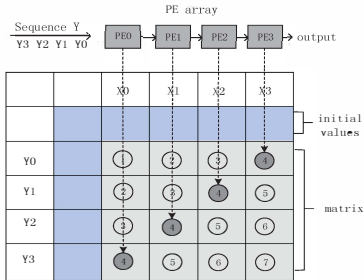 PE array
Sequence Y
Y3 Y2 Y1 Y0
PE0 PE1 PE2 PE3 output
X0 X1 X2 X3
initial values
Y0 1 2 3 4
Y1 2 3 4 5
Y2 3 4 5 6
Y3 4 5 6 7
matrix